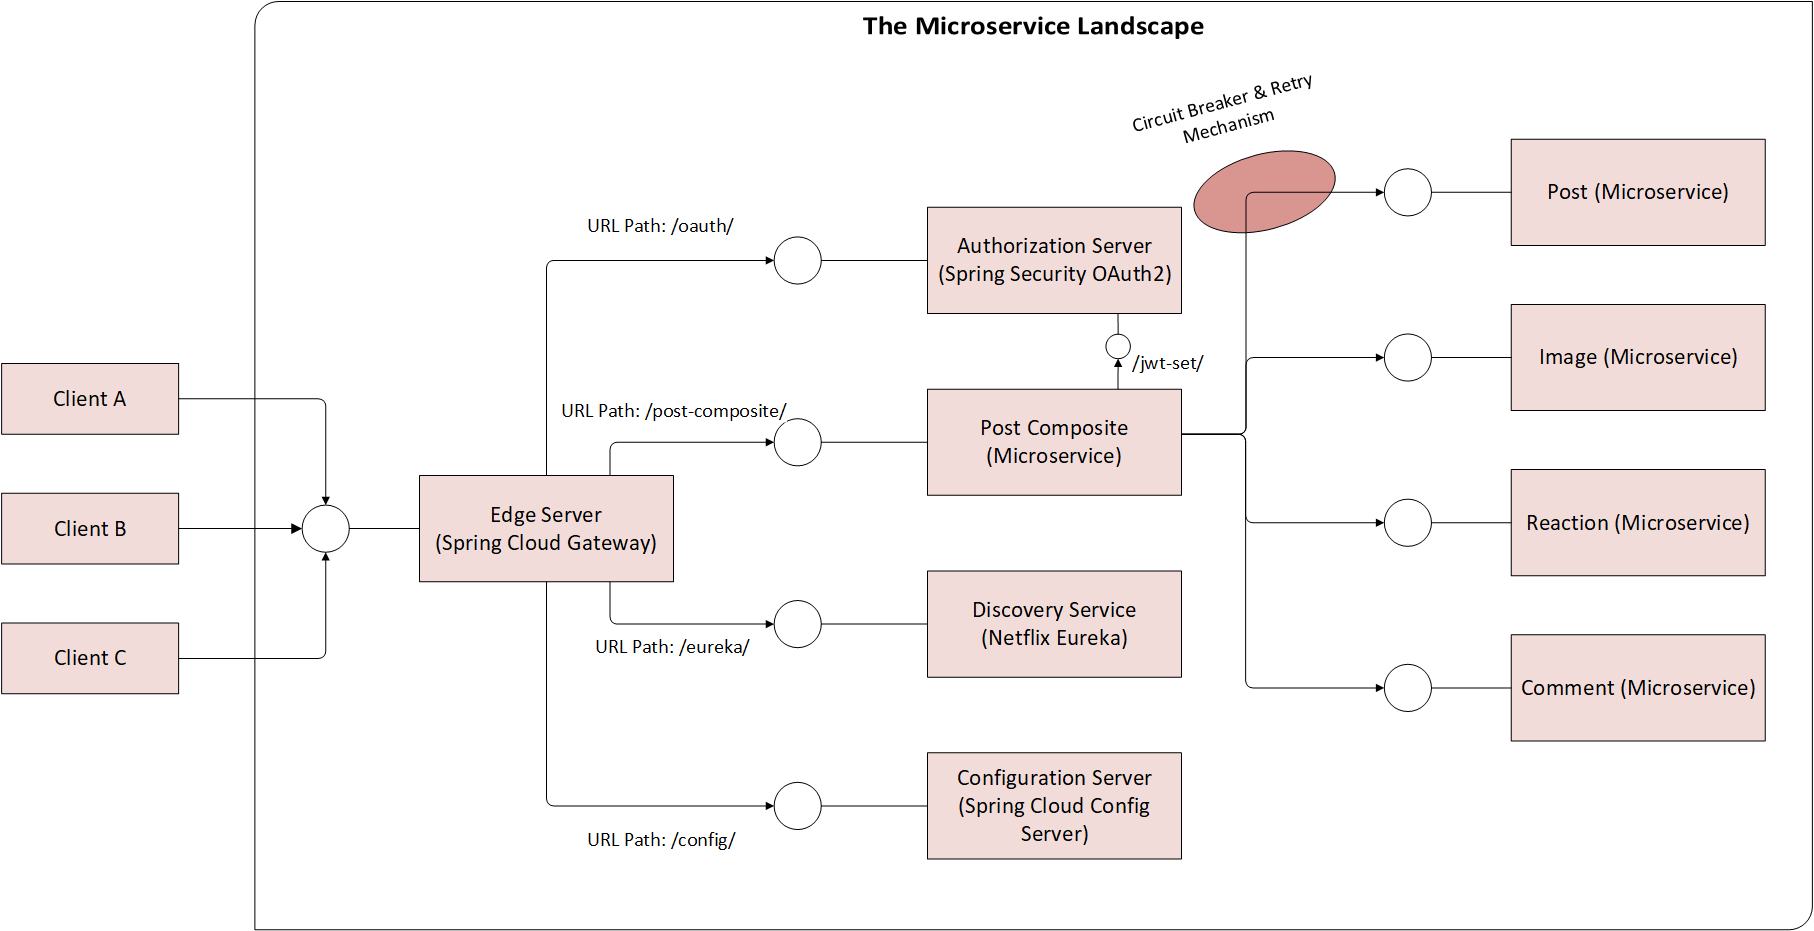 The Microservice Landscape
Circuit Breaker & Retry
Mechanism
Post (Microservice)
URL Path: /oauth/
Authorization Server
(Spring Security OAuth2)
Image (Microservice)
/jwt-set/
Client A
URL Path: /post-composite/
Post Composite
(Microservice)
Client B
Edge Server
(Spring Cloud Gateway)
Reaction (Microservice)
Discovery Service
(Netflix Eureka)
URL Path: /eureka/
Client C
Comment (Microservice)
Configuration Server
(Spring Cloud Config
Server)
URL Path: /config/